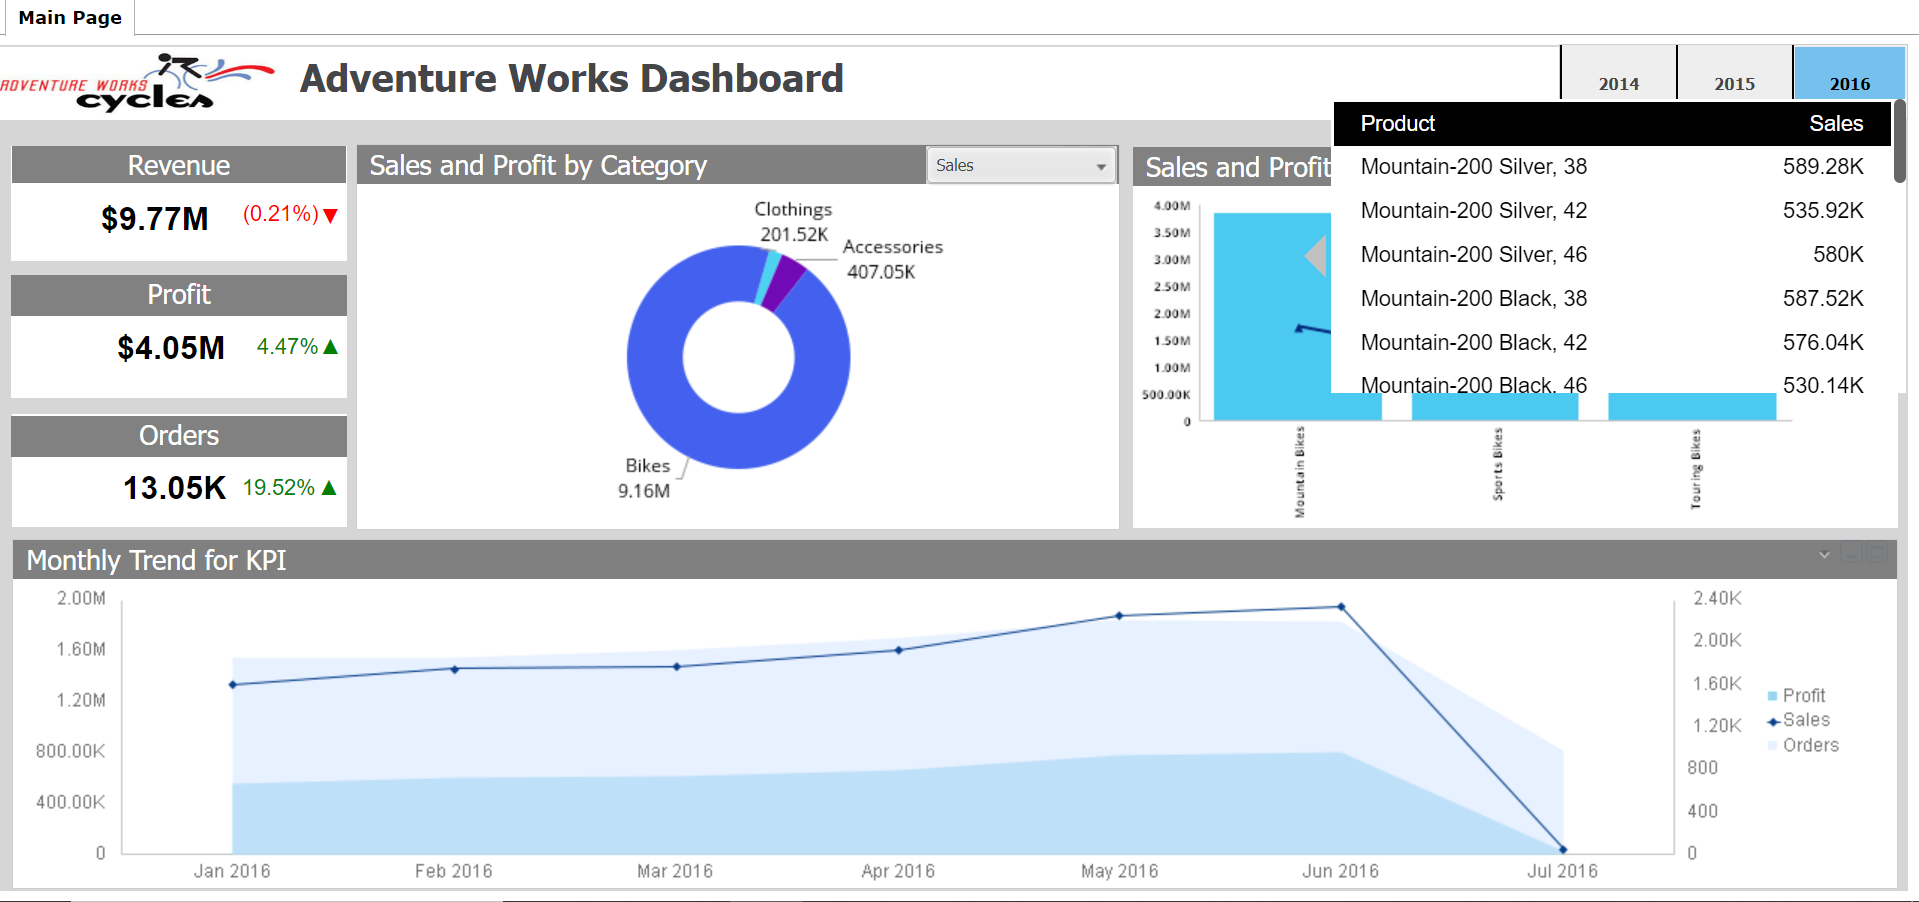 Main Page
ADVENTURE WORKS
cycles
Adventure Works Dashboard
2014
2015
2016
Revenue
$9.77M
(0.21%)▼
Profit
$4.05M
4.47%▲
Orders
13.05K
19.52%▲
Sales and Profit by Category
Sales
Clothings
201.52K
Accessories
407.05K
Bikes
9.16M
Sales and Profit
4.00M
3.50M
3.00M
2.50M
2.00M
1.50M
1.00M
500.00K
0
Mountain Bikes
Sports Bikes
Touring Bikes
Product Sales
Mountain-200 Silver, 38 589.28K
Mountain-200 Silver, 42 535.92K
Mountain-200 Silver, 46 580K
Mountain-200 Black, 38 587.52K
Mountain-200 Black, 42 576.04K
Mountain-200 Black, 46 530.14K
Monthly Trend for KPI
2.00M
1.60M
1.20M
800.00K
400.00K
0
Jan 2016
Feb 2016
Mar 2016
Apr 2016
May 2016
Jun 2016
Jul 2016
2.40K
2.00K
1.60K
1.20K
800
400
0
Profit
Sales
Orders